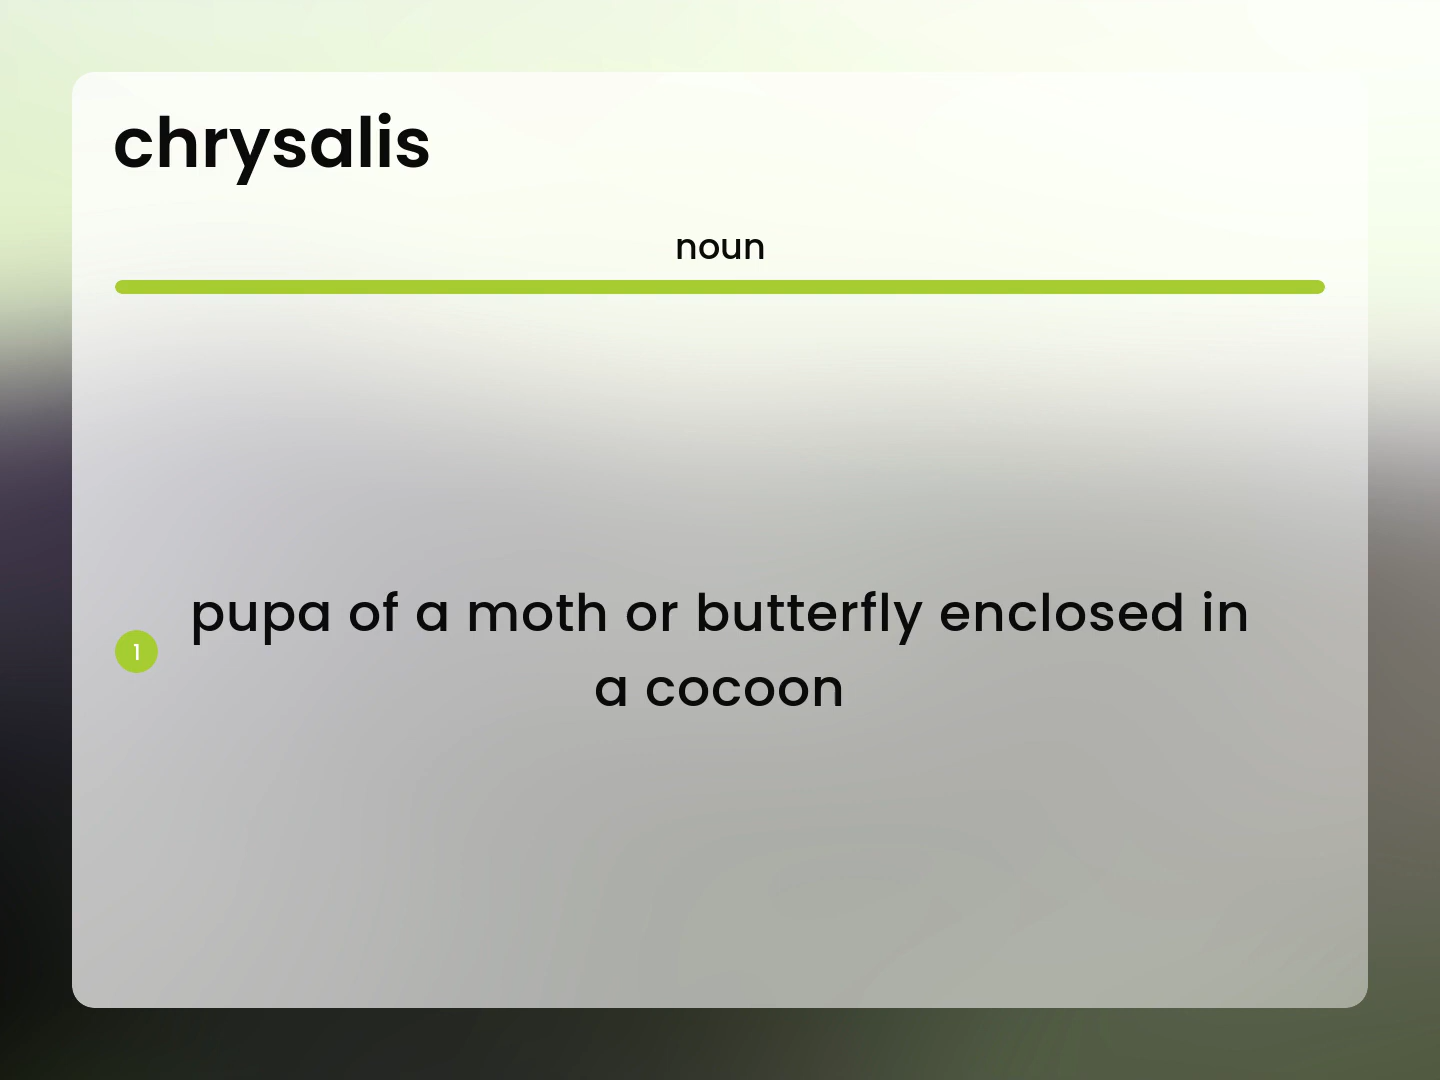 chrysalis
noun
1
pupa of a moth or butterfly enclosed in
a cocoon